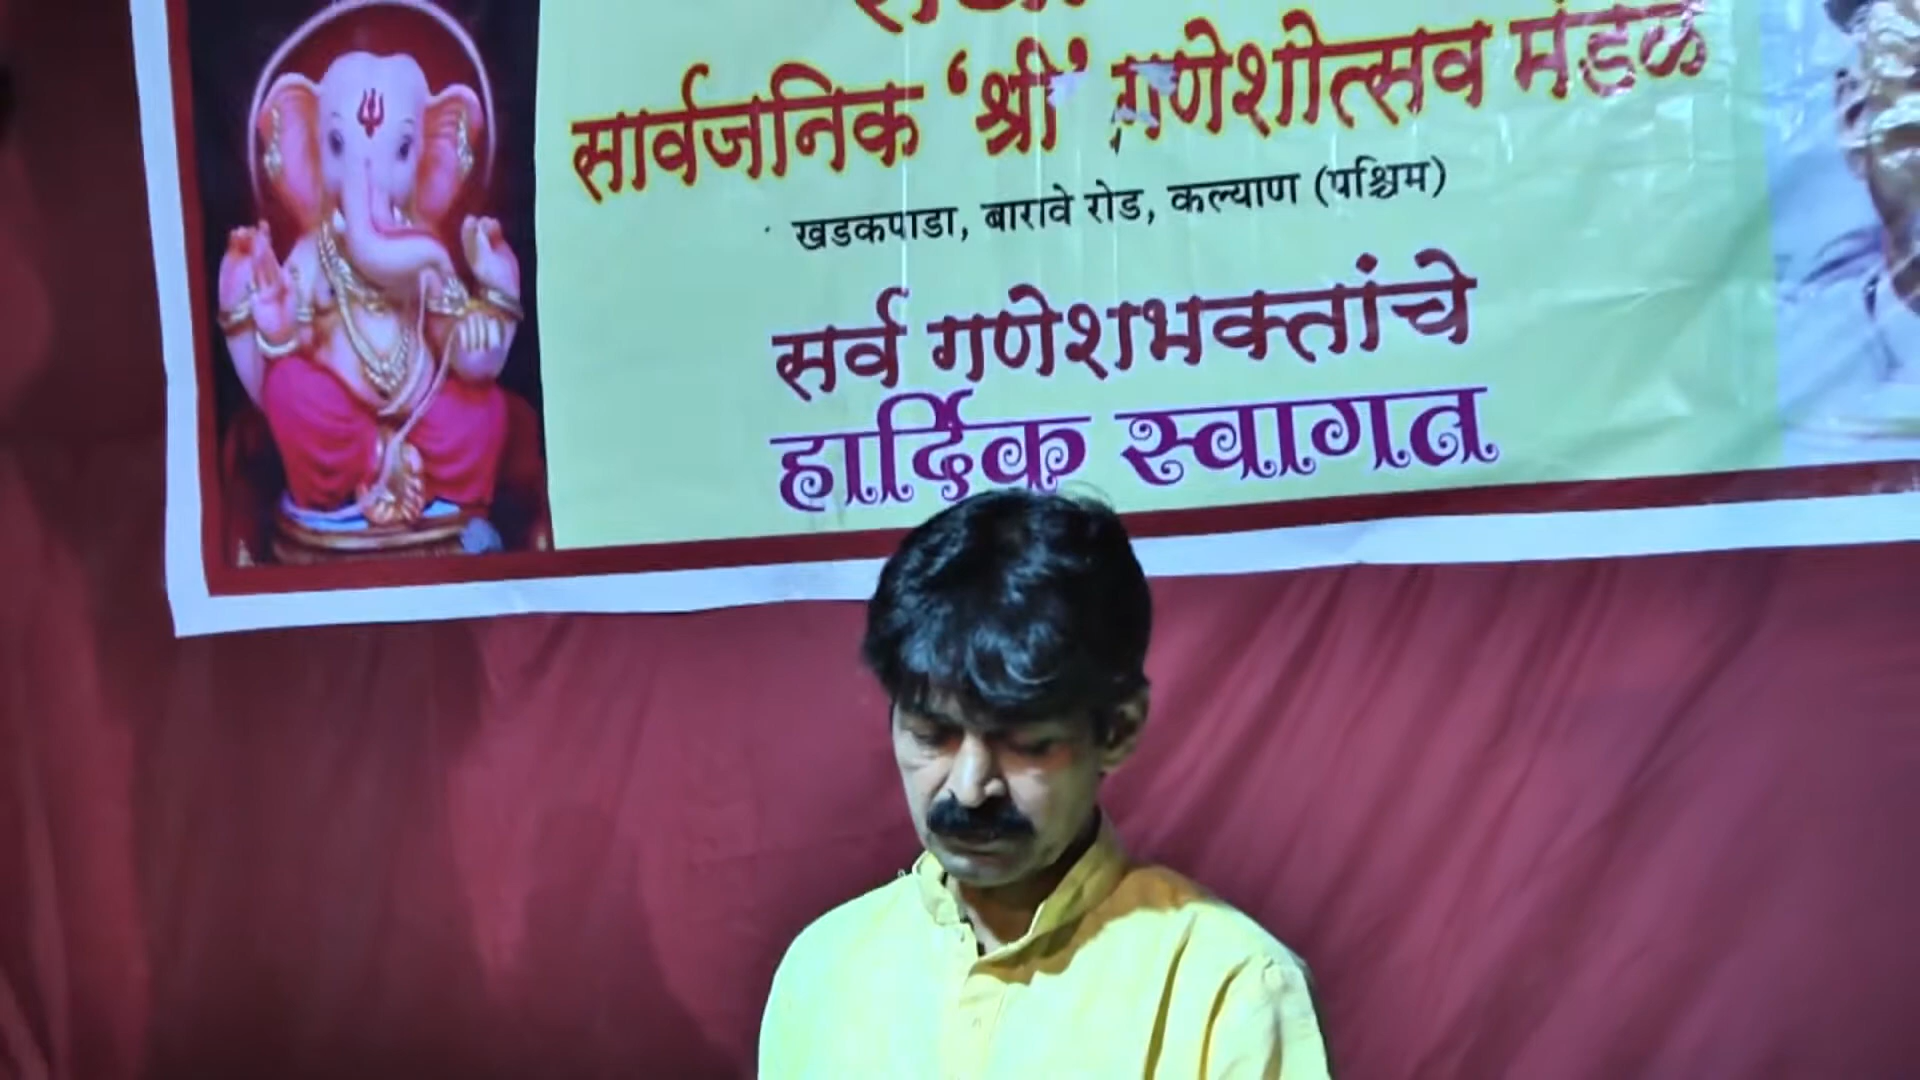 सार्वजनिक 'श्री' गणेशोत्सव मंडळ
खडकपाडा, बारावे रोड, कल्याण (पश्चिम)
सर्व गणेशभक्तांचे
हार्दिक स्वागत